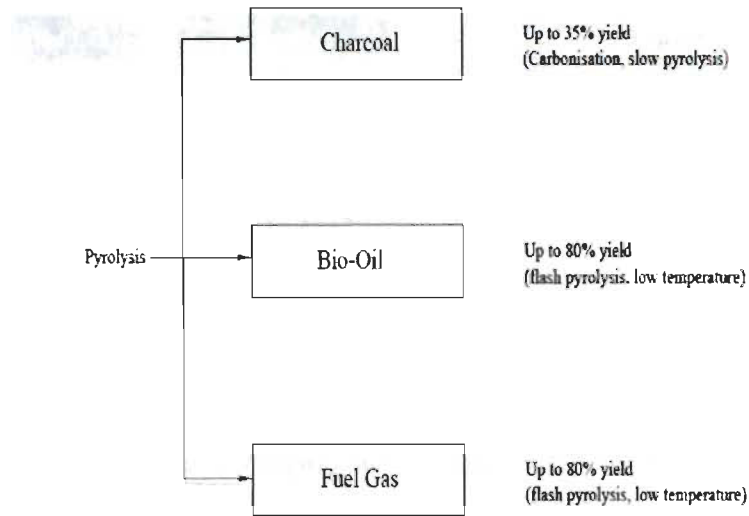 Charcoal
Up to 35% yield
(Carbonisation, slow pyrolysis)
Pyrolysis
Bio-Oil
Up to 80% yield
(flash pyrolysis. low temperature)
Fuel Gas
Up to 80% yield
(flash pyrolysis, low temperature)